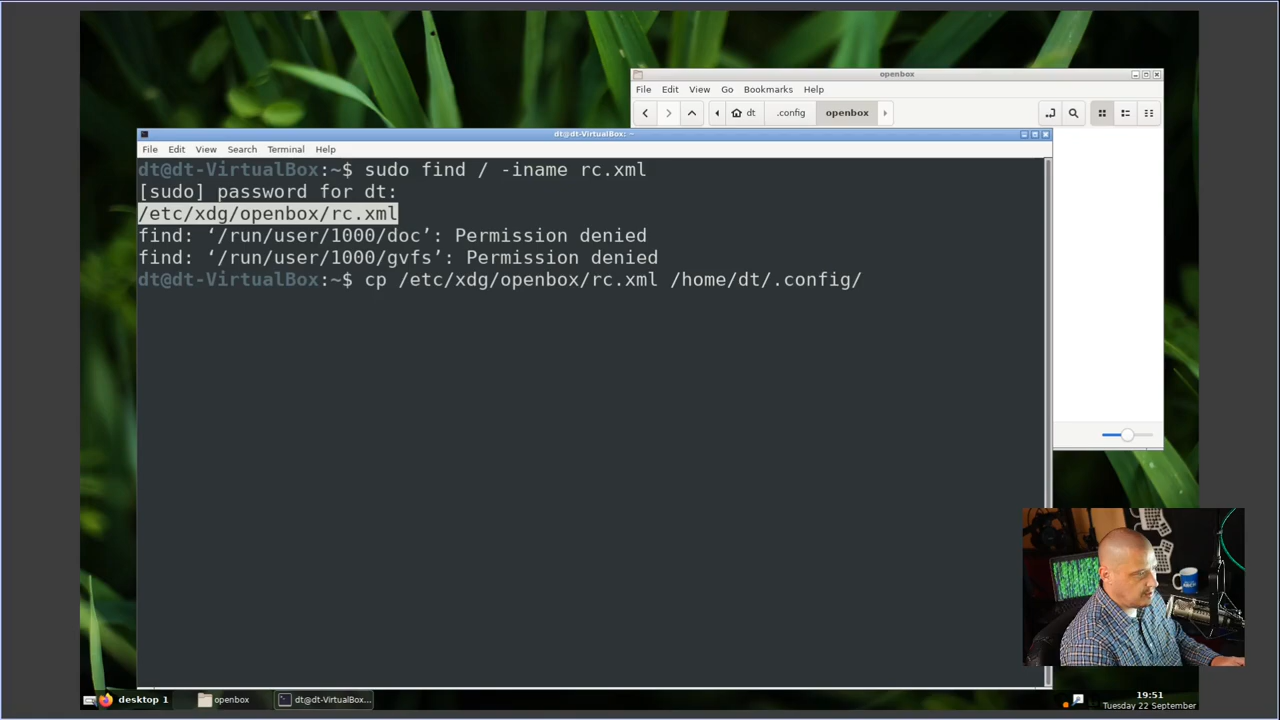 openbox
File Edit View Go Bookmarks Help
dt .config openbox
dt@dt-VirtualBox: ~
File Edit View Search Terminal Help
dt@dt-VirtualBox:~$ sudo find / -iname rc.xml
[sudo] password for dt:
/etc/xdg/openbox/rc.xml
find: ‘/run/user/1000/doc’: Permission denied
find: ‘/run/user/1000/gvfs’: Permission denied
dt@dt-VirtualBox:~$ cp /etc/xdg/openbox/rc.xml /home/dt/.config/
desktop 1 openbox dt@dt-VirtualBox... 19:51
Tuesday 22 September